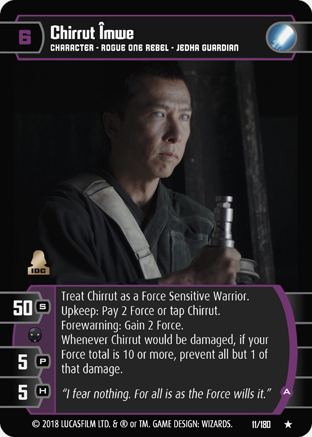 6
Chirrut Îmwe
CHARACTER - ROGUE ONE REBEL - JEDHA GUARDIAN
IDC
50 S
5 P
5 H
Treat Chirrut as a Force Sensitive Warrior.
Upkeep: Pay 2 Force or tap Chirrut.
Forewarning: Gain 2 Force.
Whenever Chirrut would be damaged, if your
Force total is 10 or more, prevent all but 1 of
that damage.
“I fear nothing. For all is as the Force wills it.”
A
© 2018 LUCASFILM LTD. & ® or TM. GAME DESIGN: WIZARDS. 11/180